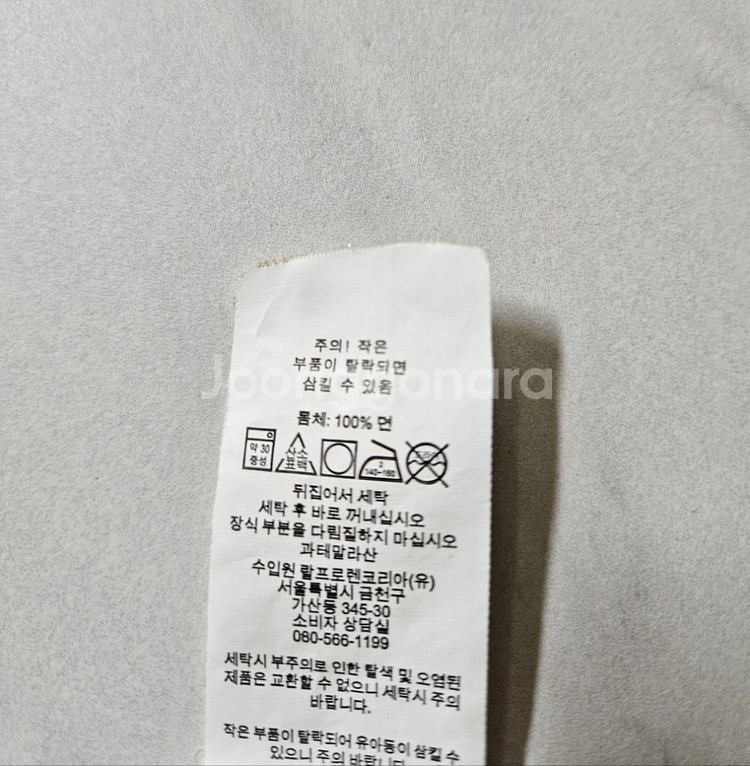 주의! 작은
부품이 탈락되면
삼킬 수 있음
Joonggonara
몸체: 100% 면
약 30
중성
산소
표백
2
140~160
드라이
뒤집어서 세탁
세탁 후 바로 꺼내십시오
장식 부분을 다림질하지 마십시오
과테말라산
수입원 랄프로렌코리아(유)
서울특별시 금천구
가산동 345-30
소비자 상담실
080-566-1199
세탁시 부주의로 인한 탈색 및 오염된
제품은 교환할 수 없으니 세탁시 주의
바랍니다.
작은 부품이 탈락되어 유아동이 삼킬 수
있으니 주의 바랍니다